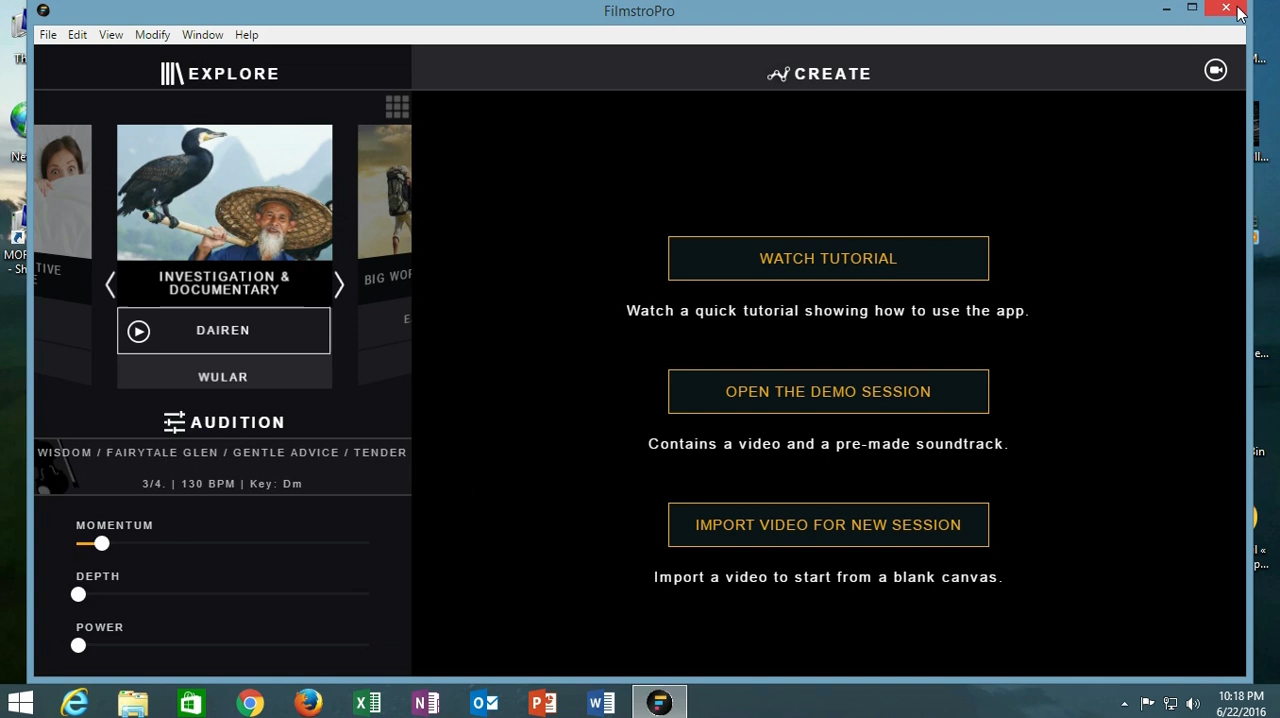 FilmstroPro
File Edit View Modify Window Help
EXPLORE
CREATE
INVESTIGATION &
DOCUMENTARY
TIVE
BIG WOR
DAIREN
WULAR
AUDITION
WISDOM / FAIRYTALE GLEN / GENTLE ADVICE / TENDER
3/4. | 130 BPM | Key: Dm
MOMENTUM
DEPTH
POWER
WATCH TUTORIAL
Watch a quick tutorial showing how to use the app.
OPEN THE DEMO SESSION
Contains a video and a pre-made soundtrack.
IMPORT VIDEO FOR NEW SESSION
Import a video to start from a blank canvas.
10:18 PM
6/22/2016